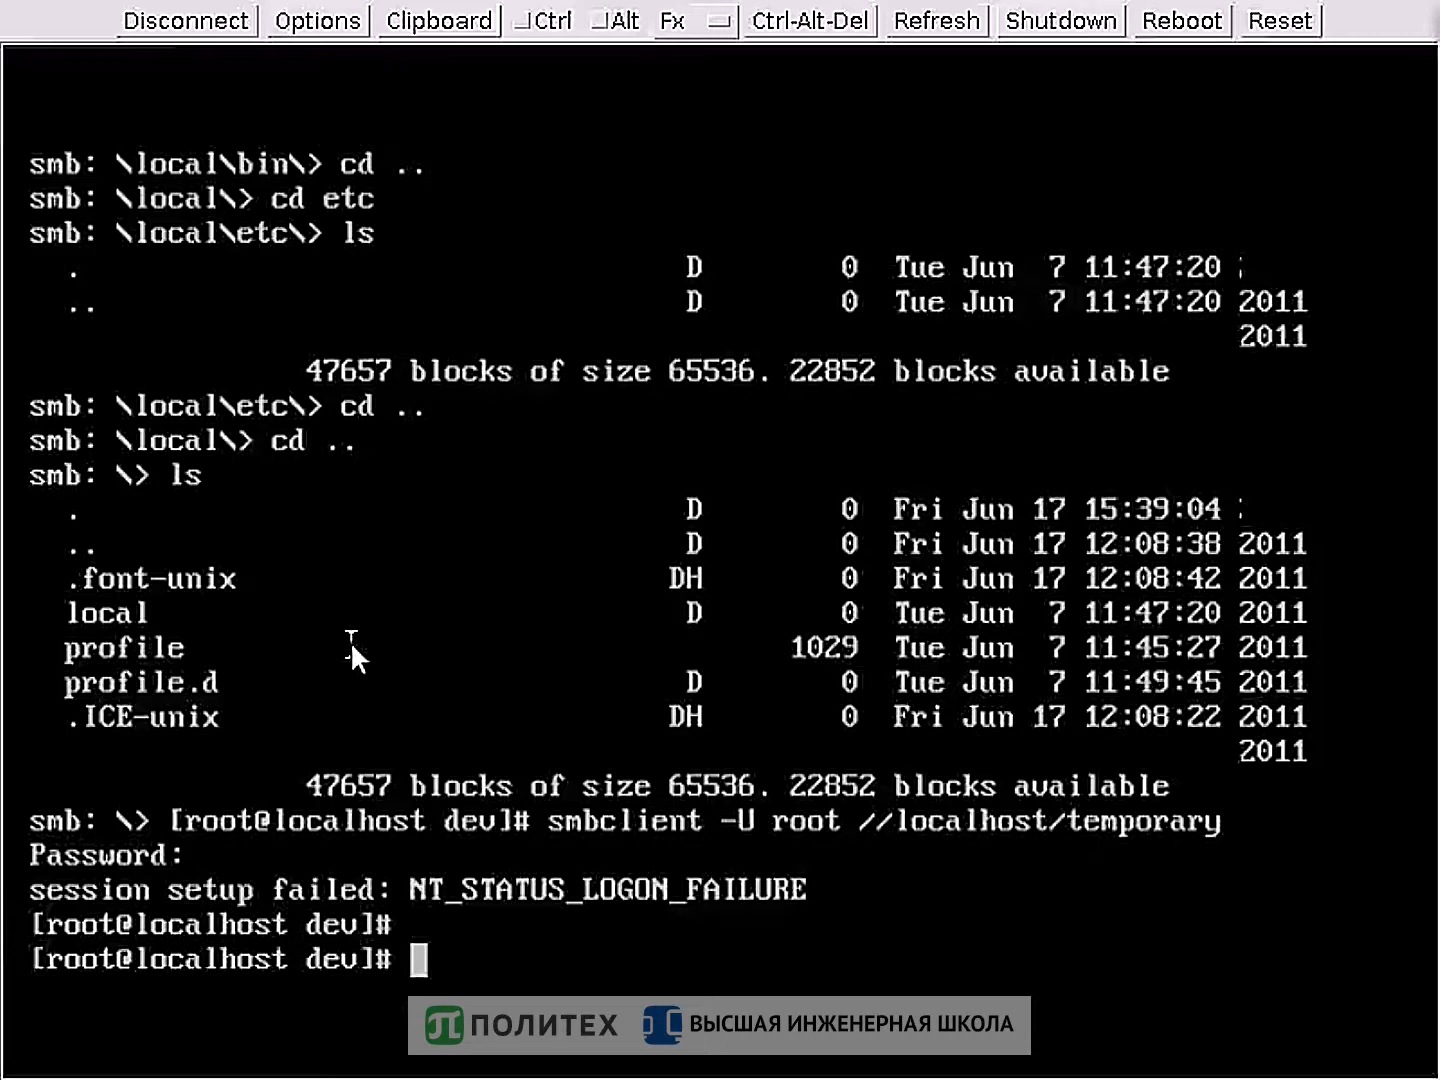 Disconnect Options Clipboard Ctrl Alt Fx Ctrl-Alt-Del Refresh Shutdown Reboot Reset
smb: \local\bin\> cd ..
smb: \local\> cd etc
smb: \local\etc\> ls
. D 0 Tue Jun 7 11:47:20
.. D 0 Tue Jun 7 11:47:20 2011
2011
47657 blocks of size 65536. 22852 blocks available
smb: \local\etc\> cd ..
smb: \local\> cd ..
smb: \> ls
. D 0 Fri Jun 17 15:39:04
.. D 0 Fri Jun 17 12:08:38 2011
.font-unix DH 0 Fri Jun 17 12:08:42 2011
local D 0 Tue Jun 7 11:47:20 2011
profile 1029 Tue Jun 7 11:45:27 2011
profile.d D 0 Tue Jun 7 11:49:45 2011
.ICE-unix DH 0 Fri Jun 17 12:08:22 2011
2011
47657 blocks of size 65536. 22852 blocks available
smb: \> [root@localhost dev]# smbclient -U root //localhost/temporary
Password:
session setup failed: NT_STATUS_LOGON_FAILURE
[root@localhost dev]#
[root@localhost dev]#
ПОЛИТЕХ ВЫСШАЯ ИНЖЕНЕРНАЯ ШКОЛА